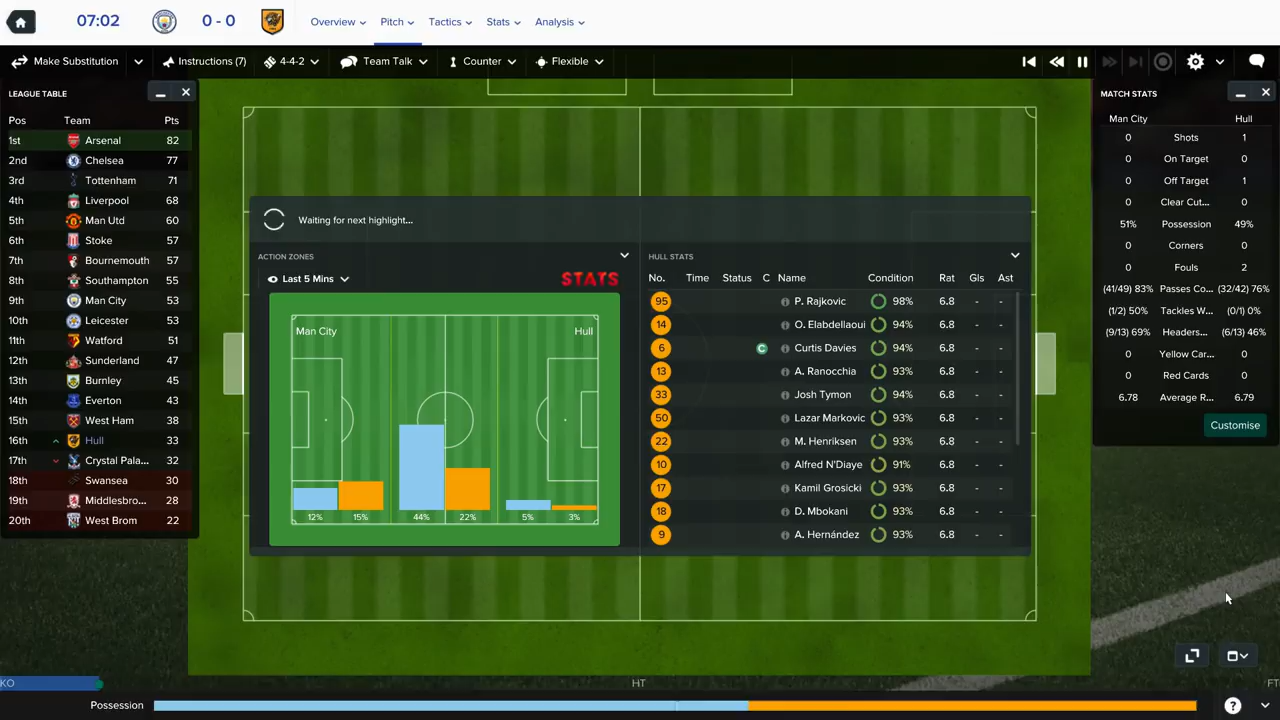 07:02 0 - 0 Overview Pitch Tactics Stats Analysis
Make Substitution Instructions (7) 4-4-2 Team Talk Counter Flexible
LEAGUE TABLE
Pos Team Pts
1st Arsenal 82
2nd Chelsea 77
3rd Tottenham 71
4th Liverpool 68
5th Man Utd 60
6th Stoke 57
7th Bournemouth 57
8th Southampton 55
9th Man City 53
10th Leicester 53
11th Watford 51
12th Sunderland 47
13th Burnley 45
14th Everton 43
15th West Ham 38
16th Hull 33
17th Crystal Pala... 32
18th Swansea 30
19th Middlesbro... 28
20th West Brom 22
Waiting for next highlight...
ACTION ZONES
Last 5 Mins STATS
Man City Hull
12% 15% 44% 22% 5% 3%
HULL STATS
No. Time Status C Name Condition Rat Gls Ast
95 P. Rajkovic 98% 6.8 - -
14 O. Elabdellaoui 94% 6.8 - -
6 C Curtis Davies 94% 6.8 - -
13 A. Ranocchia 93% 6.8 - -
33 Josh Tymon 94% 6.8 - -
50 Lazar Markovic 93% 6.8 - -
22 M. Henriksen 93% 6.8 - -
10 Alfred N'Diaye 91% 6.8 - -
17 Kamil Grosicki 93% 6.8 - -
18 D. Mbokani 93% 6.8 - -
9 A. Hernández 93% 6.8 - -
MATCH STATS
Man City Hull
0 Shots 1
0 On Target 0
0 Off Target 1
0 Clear Cut... 0
51% Possession 49%
0 Corners 0
0 Fouls 2
(41/49) 83% Passes Co... (32/42) 76%
(1/2) 50% Tackles W... (0/1) 0%
(9/13) 69% Headers... (6/13) 46%
0 Yellow Car... 0
0 Red Cards 0
6.78 Average R... 6.79
Customise
KO HT FT
Possession ?